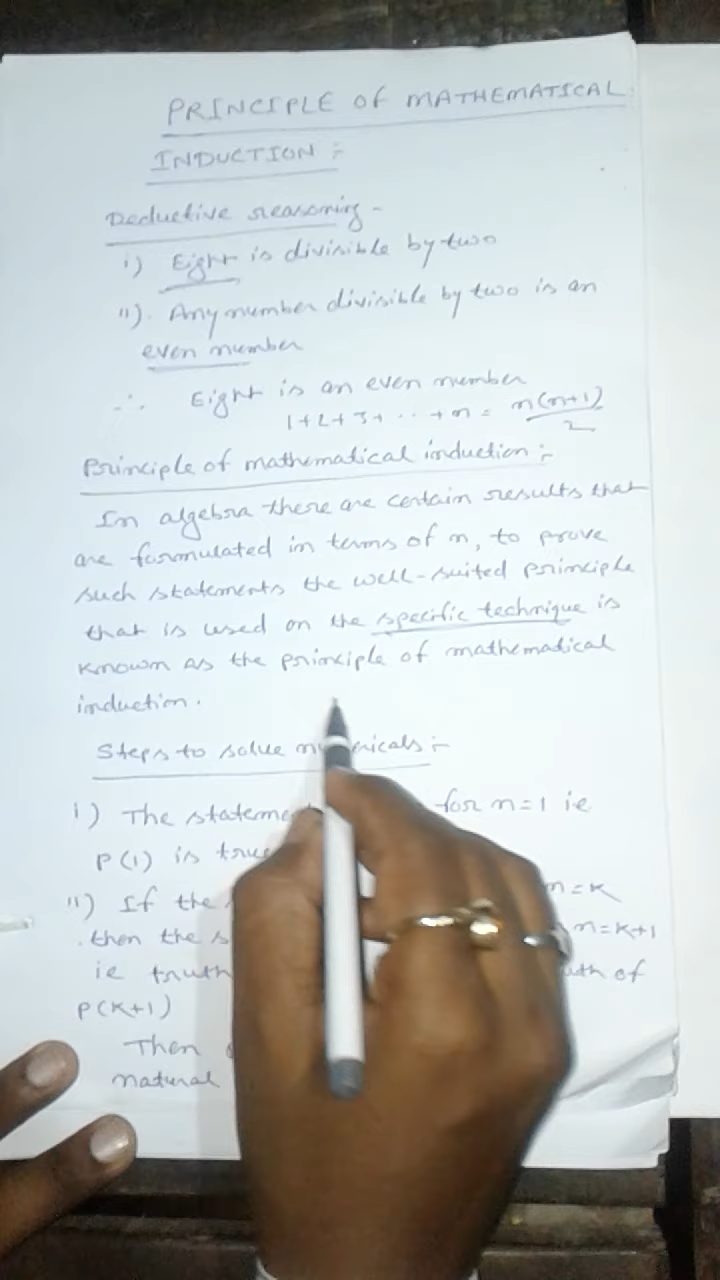 PRINCIPLE of MATHEMATICAL
INDUCTION :-
Deductive reasoning -
i) Eight is divisible by two
ii). Any number divisible by two is an
even number
∴ Eight is an even number
1+2+3+ ... +n = n(n+1)/2
Principle of mathematical induction :-
In algebra there are certain results that
are formulated in terms of n, to prove
such statements the well-suited principle
that is used on the specific technique is
known as the principle of mathematical
induction.
Steps to solve :-
i) The for n=1 ie
P(1) is
ii) If the n=k
then the n=k+1
ie of
P(k+1)
Then
natural